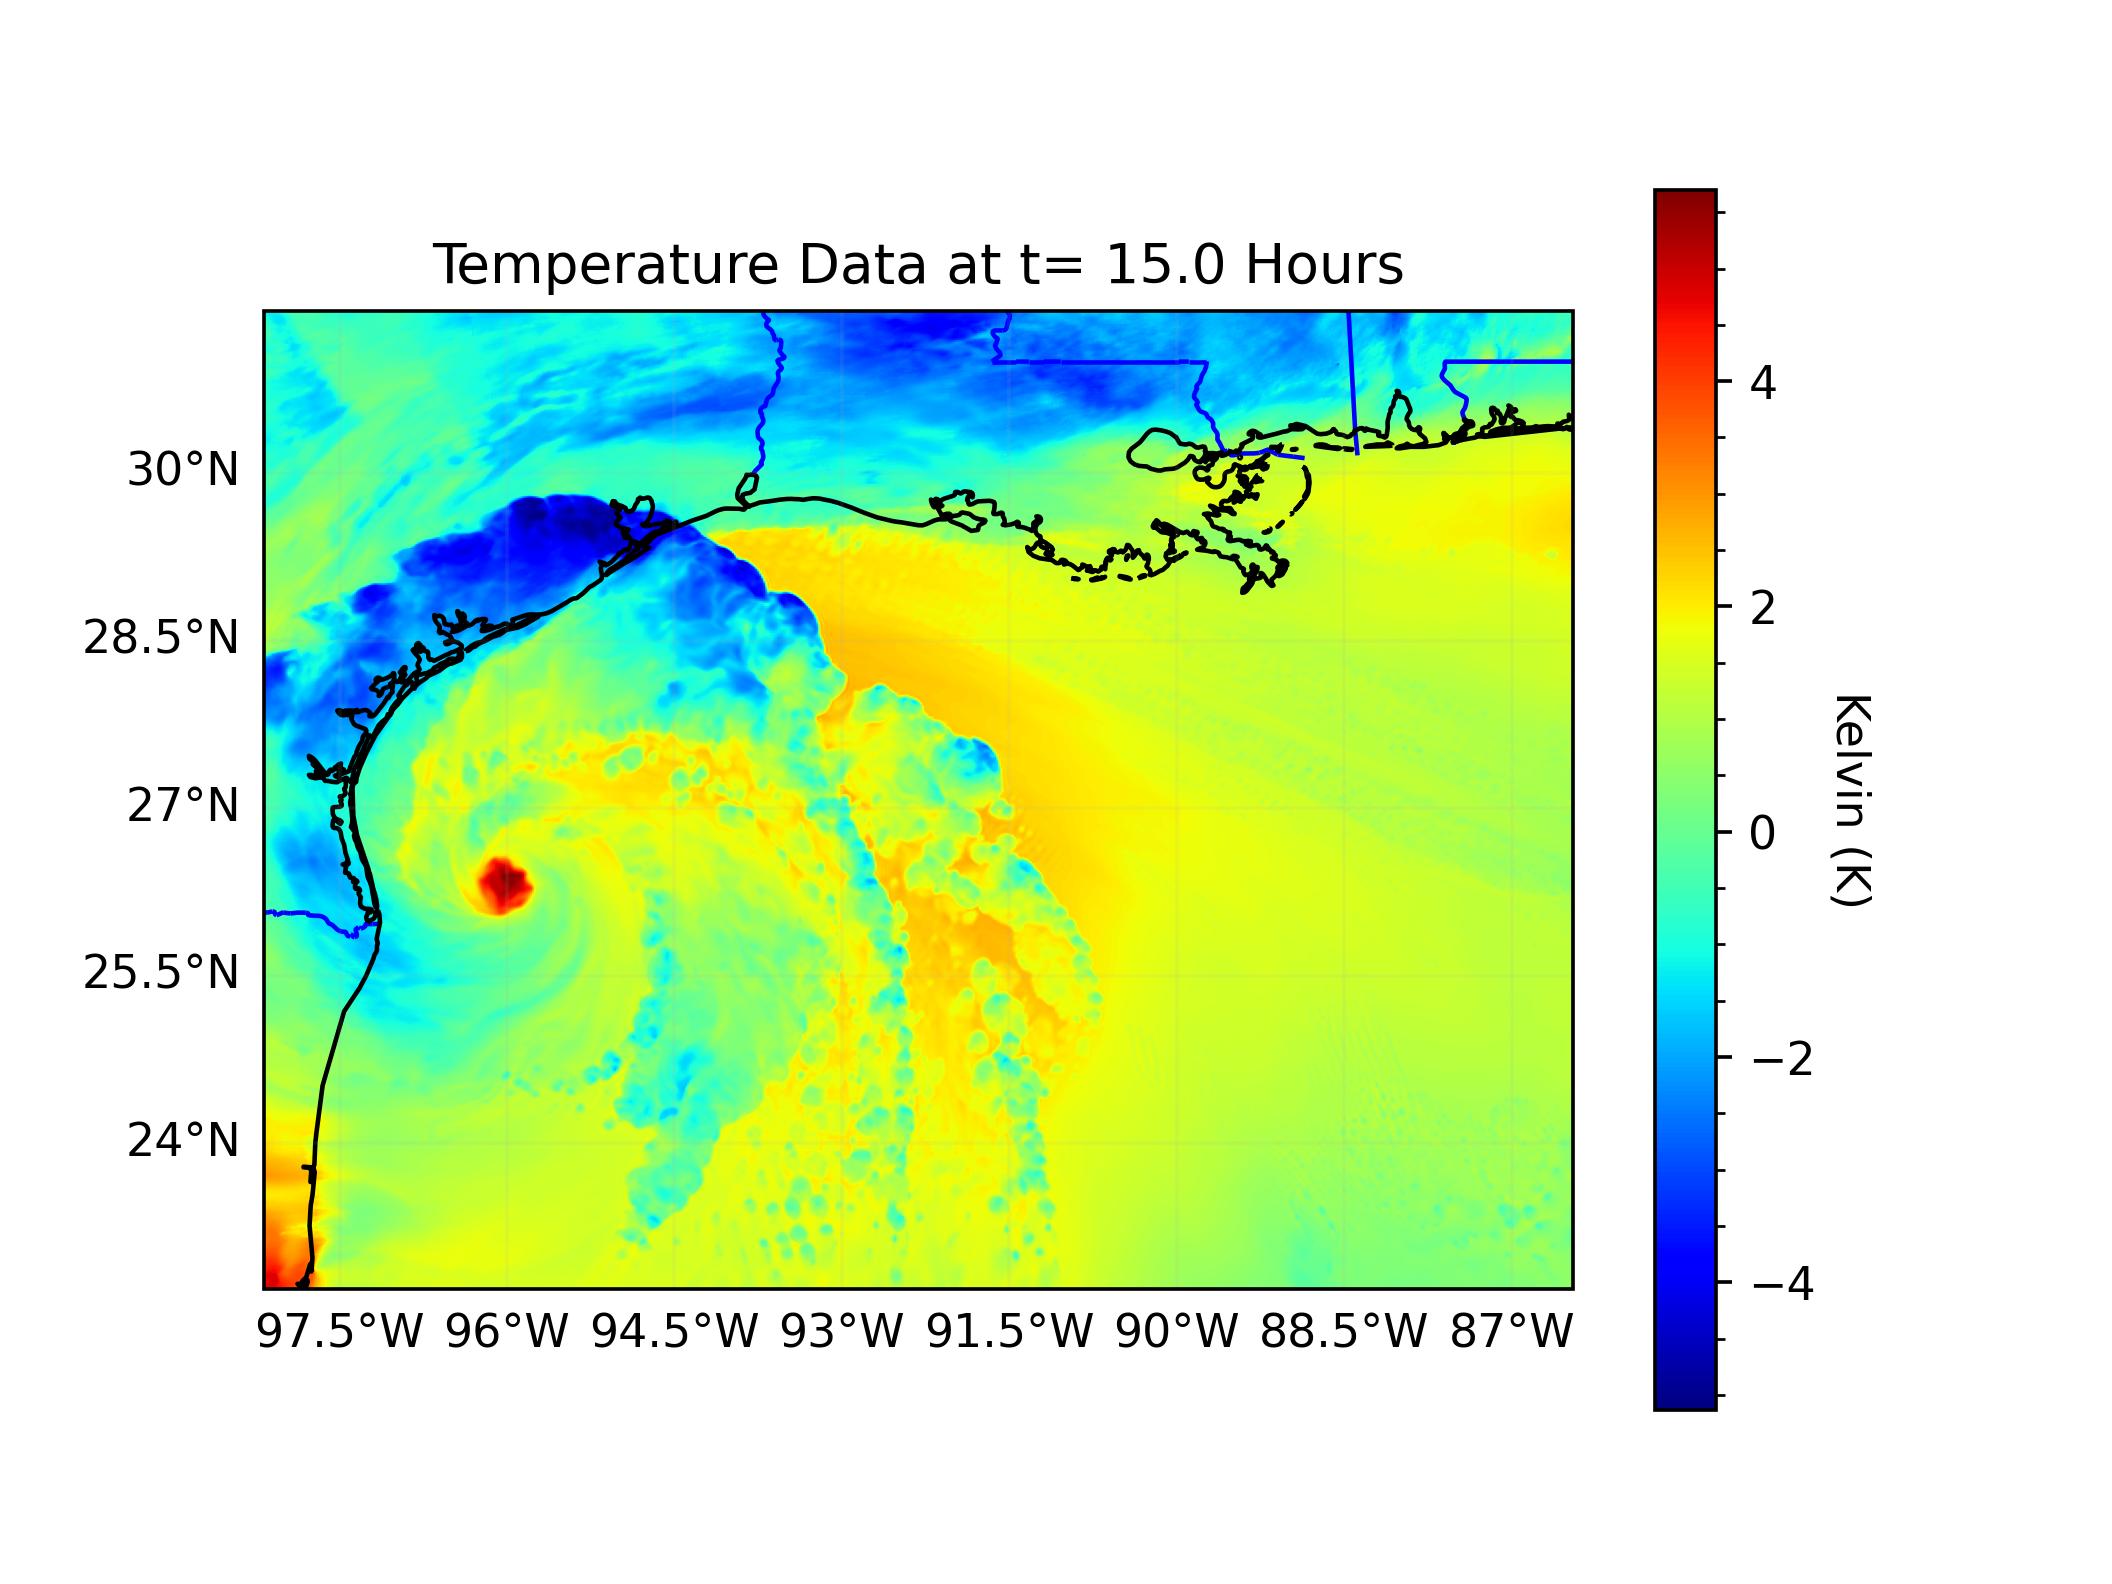 Temperature Data at t= 15.0 Hours
30°N
28.5°N
27°N
25.5°N
24°N
97.5°W 96°W 94.5°W 93°W 91.5°W 90°W 88.5°W 87°W
4
2
0
−2
−4
Kelvin (K)